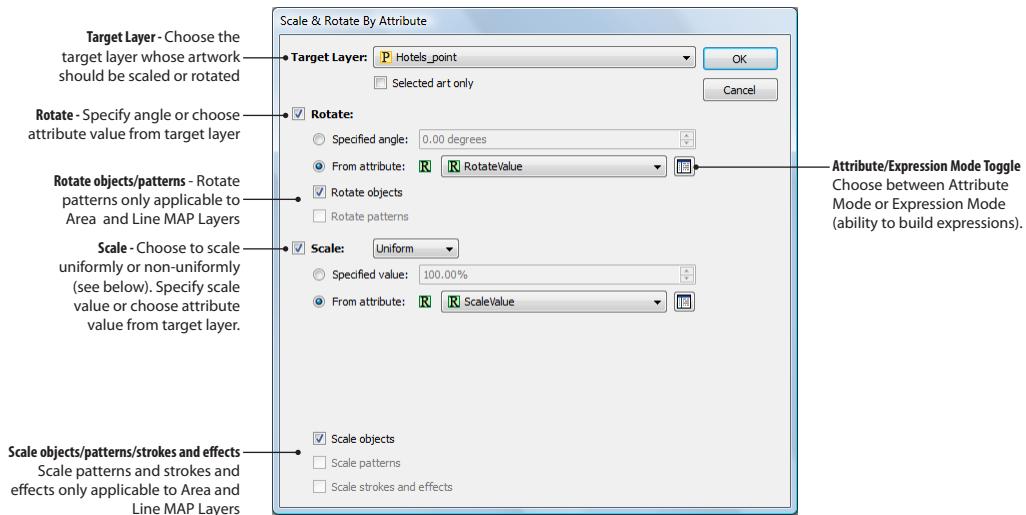 Scale & Rotate By Attribute
Target Layer - Choose the
target layer whose artwork
should be scaled or rotated
Target Layer: P Hotels_point
OK
Selected art only
Cancel
Rotate - Specify angle or choose
attribute value from target layer
Rotate:
Specified angle: 0.00 degrees
From attribute: R R RotateValue
Attribute/Expression Mode Toggle
Choose between Attribute
Mode or Expression Mode
(ability to build expressions).
Rotate objects/patterns - Rotate
patterns only applicable to
Area and Line MAP Layers
Rotate objects
Rotate patterns
Scale - Choose to scale
uniformly or non-uniformly
(see below). Specify scale
value or choose attribute
value from target layer.
Scale: Uniform
Specified value: 100.00%
From attribute: R R ScaleValue
Scale objects/patterns/strokes and effects
Scale patterns and strokes and
effects only applicable to Area and
Line MAP Layers
Scale objects
Scale patterns
Scale strokes and effects